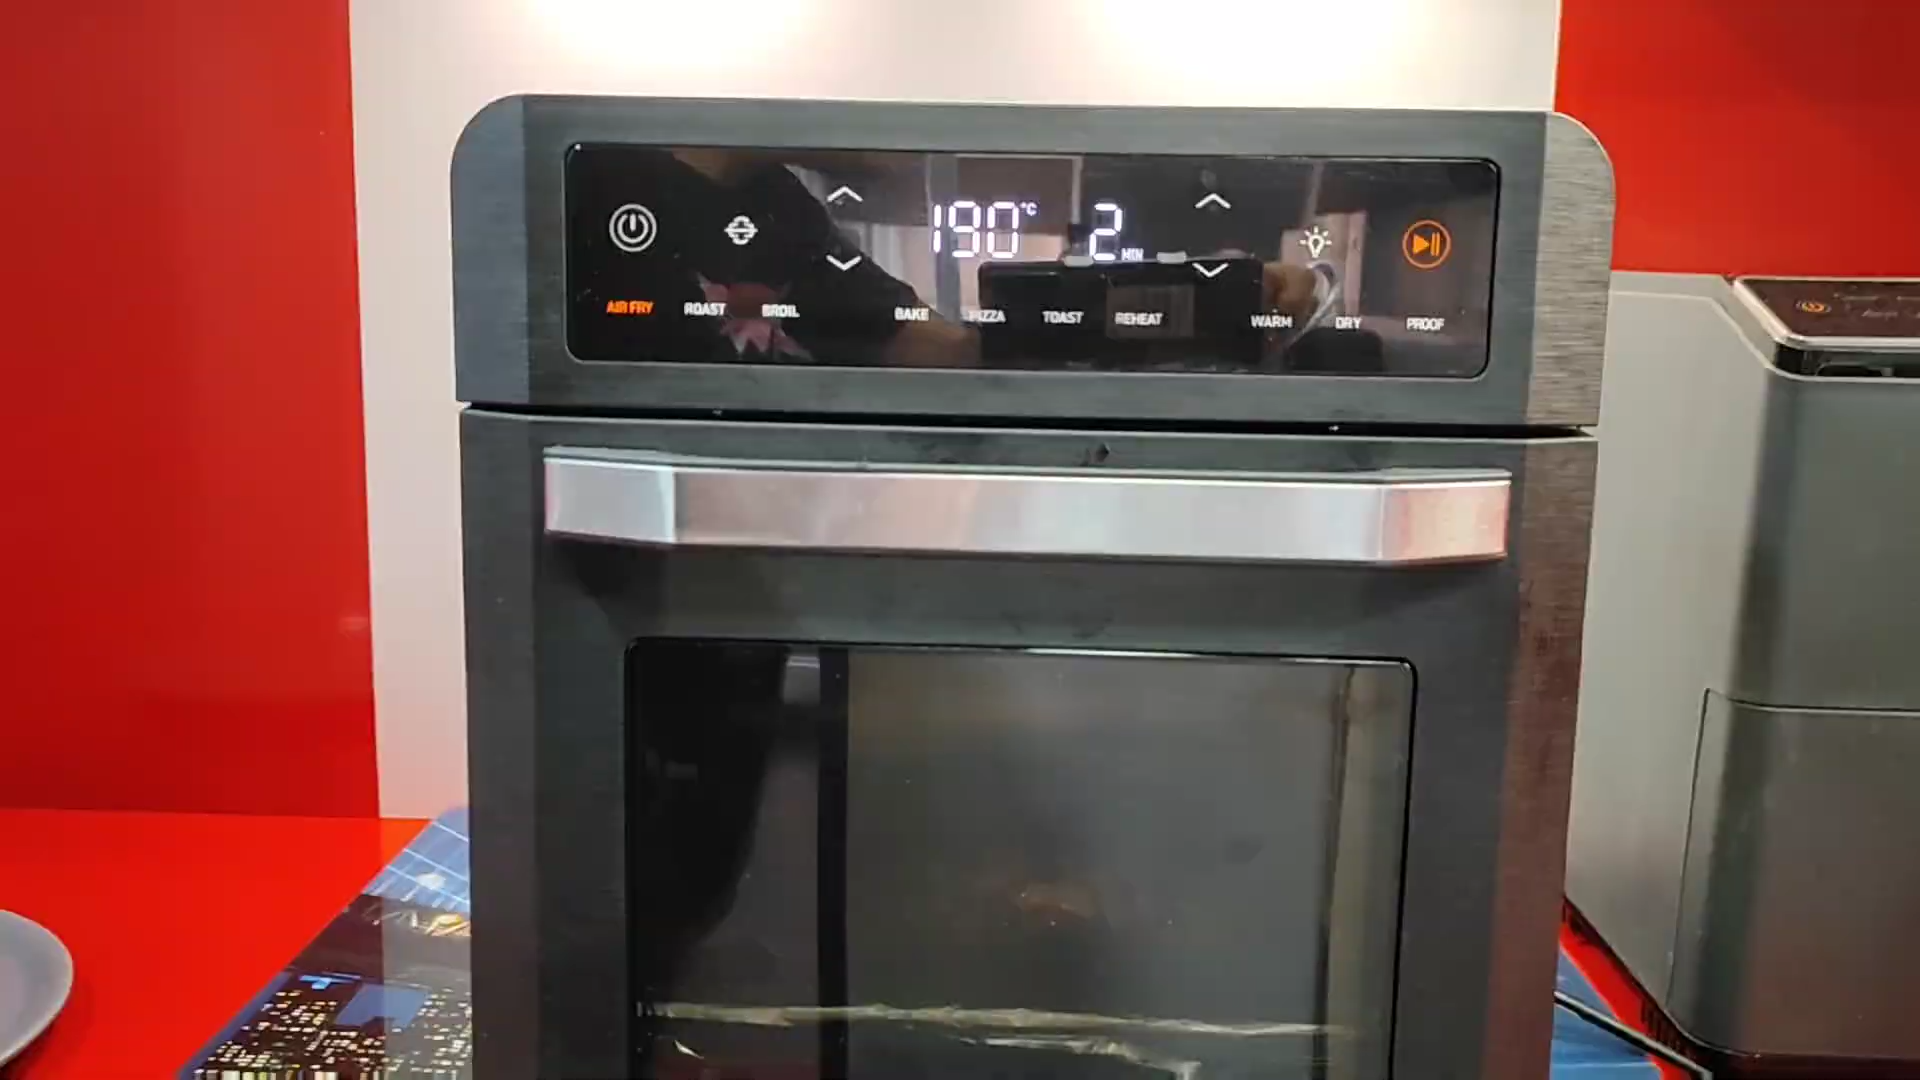 190°C 2 MIN
AIR FRY ROAST BROIL BAKE PIZZA TOAST REHEAT WARM DRY PROOF